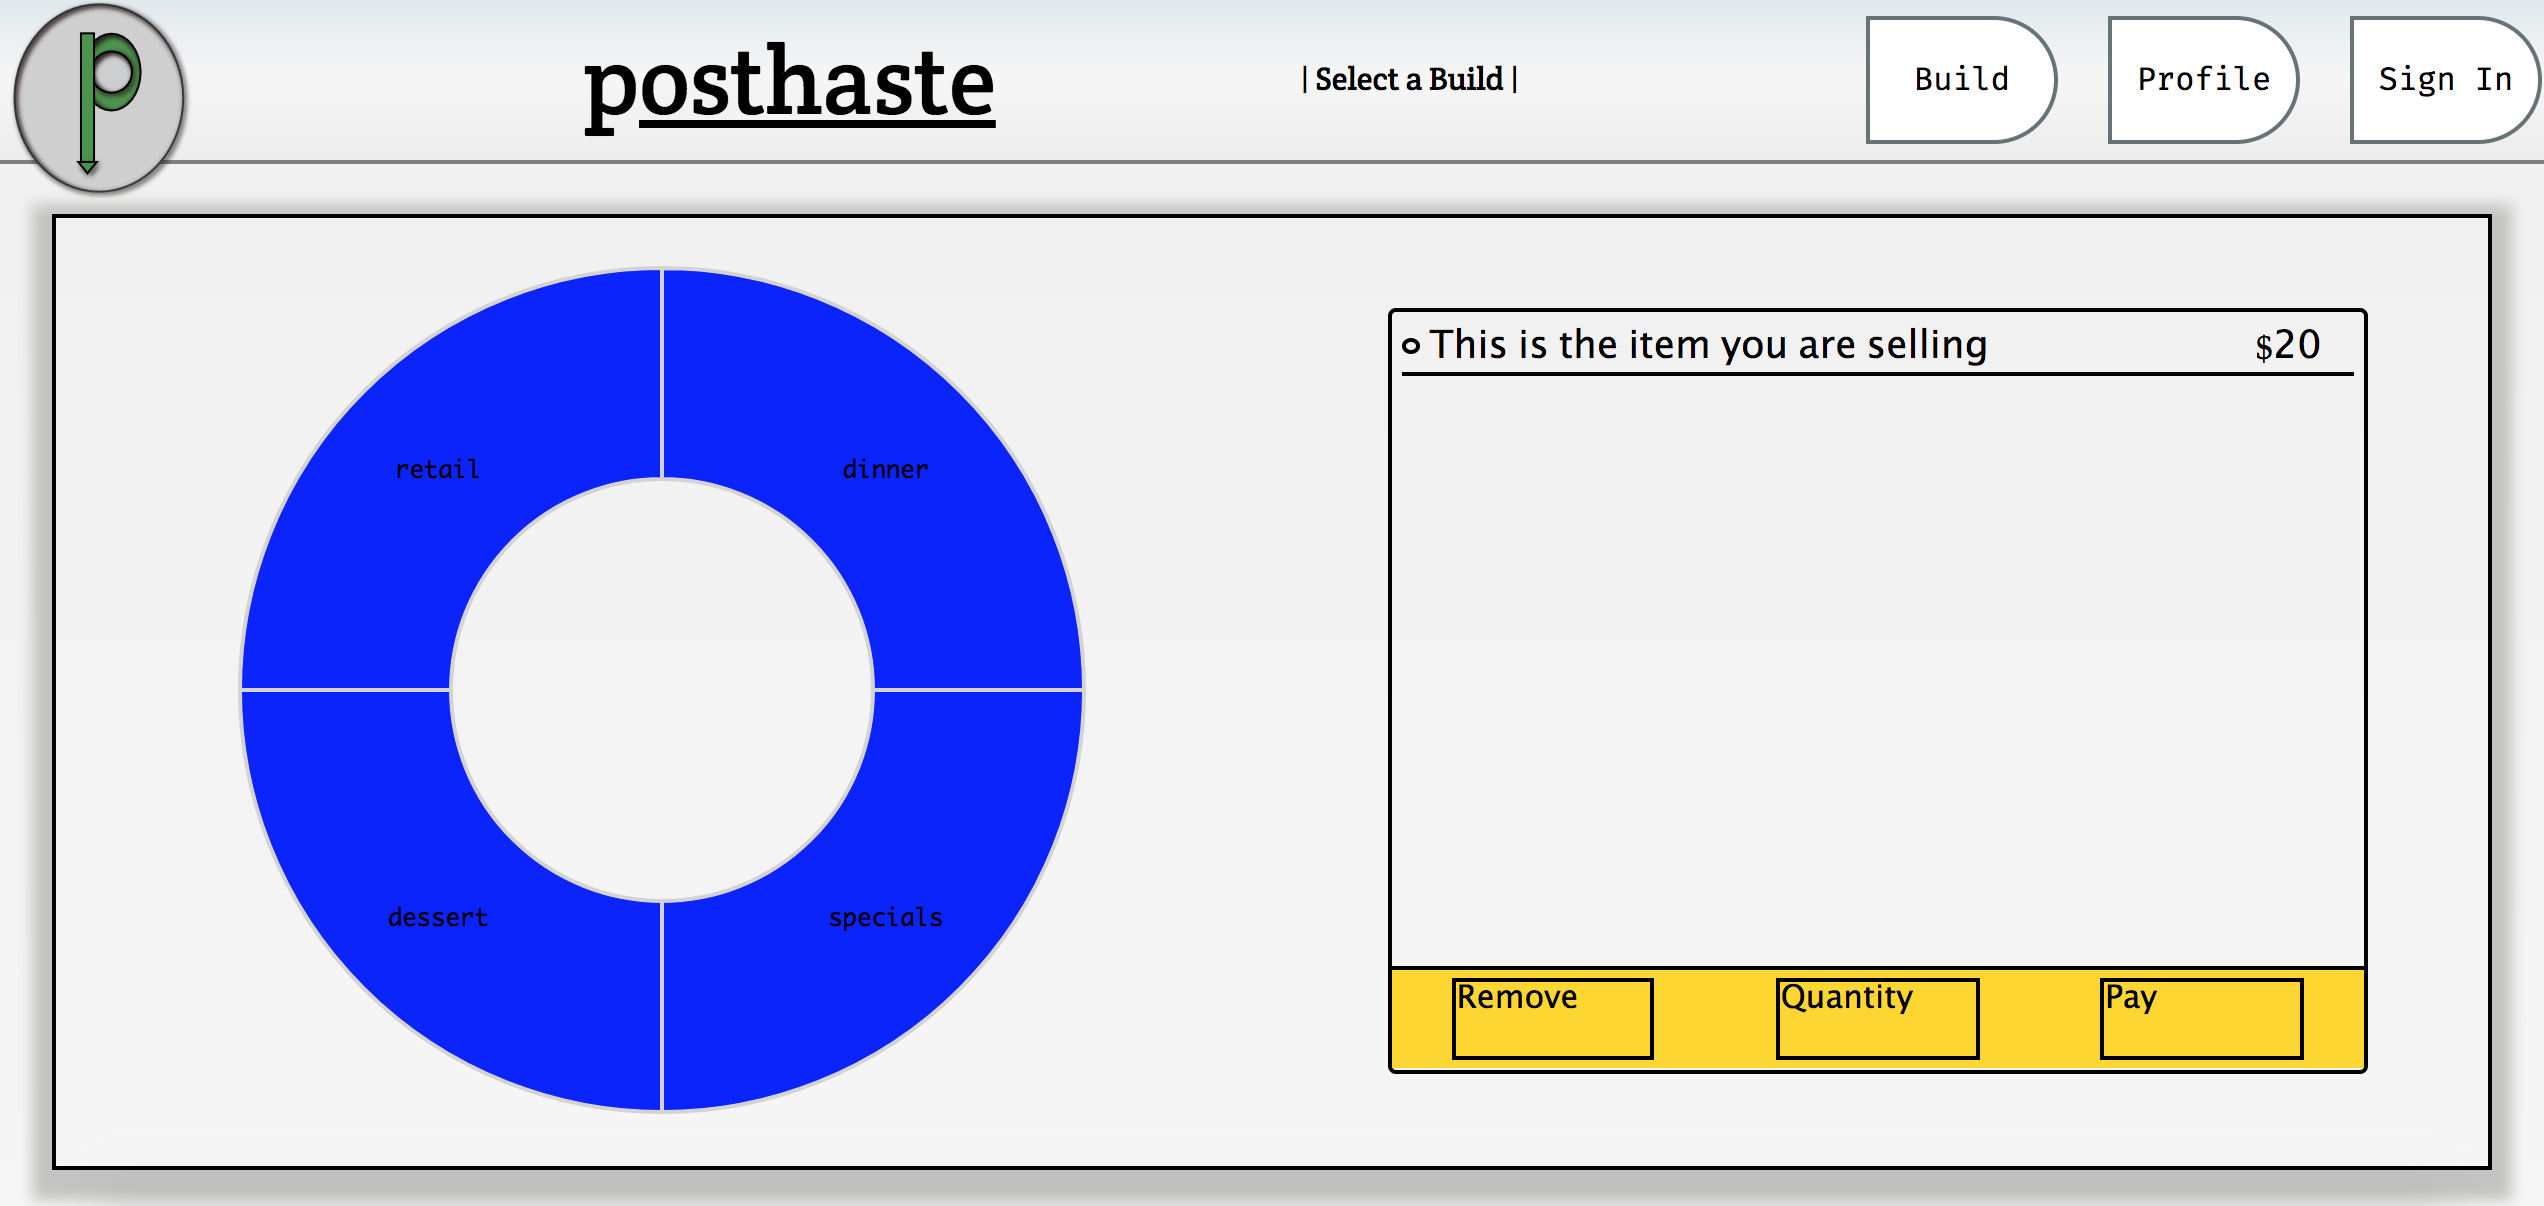 p
posthaste
| Select a Build |
Build
Profile
Sign In
retail
dinner
dessert
specials
This is the item you are selling $20
Remove
Quantity
Pay